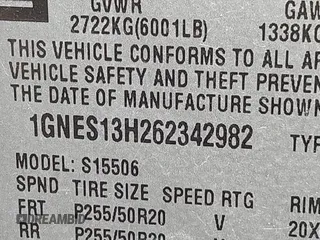 GVWR GAW
2722KG(6001LB) 1338KG
THIS VEHICLE CONFORMS TO ALL AP
VEHICLE SAFETY AND THEFT PREVEN
THE DATE OF MANUFACTURE SHOWN
1GNES13H262342982 TYP
MODEL: S15506
SPND TIRE SIZE SPEED RTG RIM
FRT P255/50R20 V 20X
RR P255/50R20 V 20X
DREAMBID